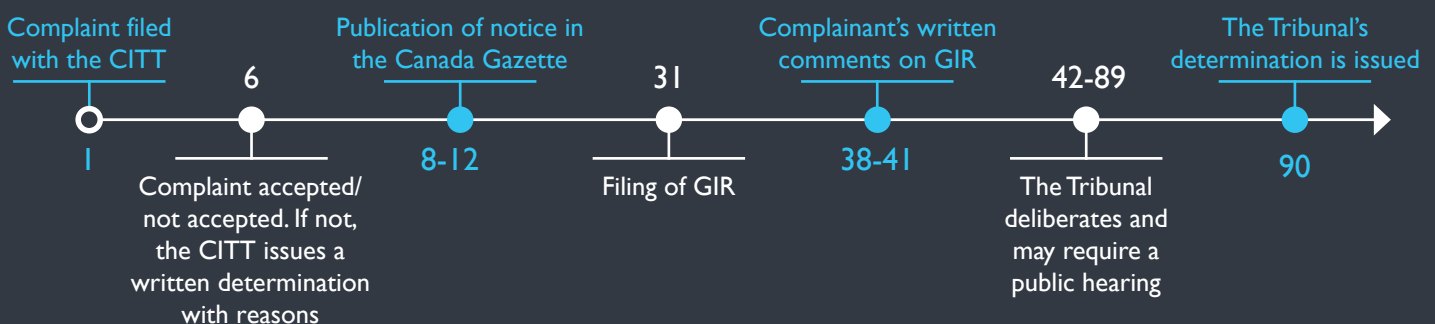 Complaint filed
with the CITT
1
6
Complaint accepted/
not accepted. If not,
the CITT issues a
written determination
with reasons
Publication of notice in
the Canada Gazette
8-12
31
Filing of GIR
Complainant's written
comments on GIR
38-41
42-89
The Tribunal
deliberates and
may require a
public hearing
The Tribunal's
determination is issued
90